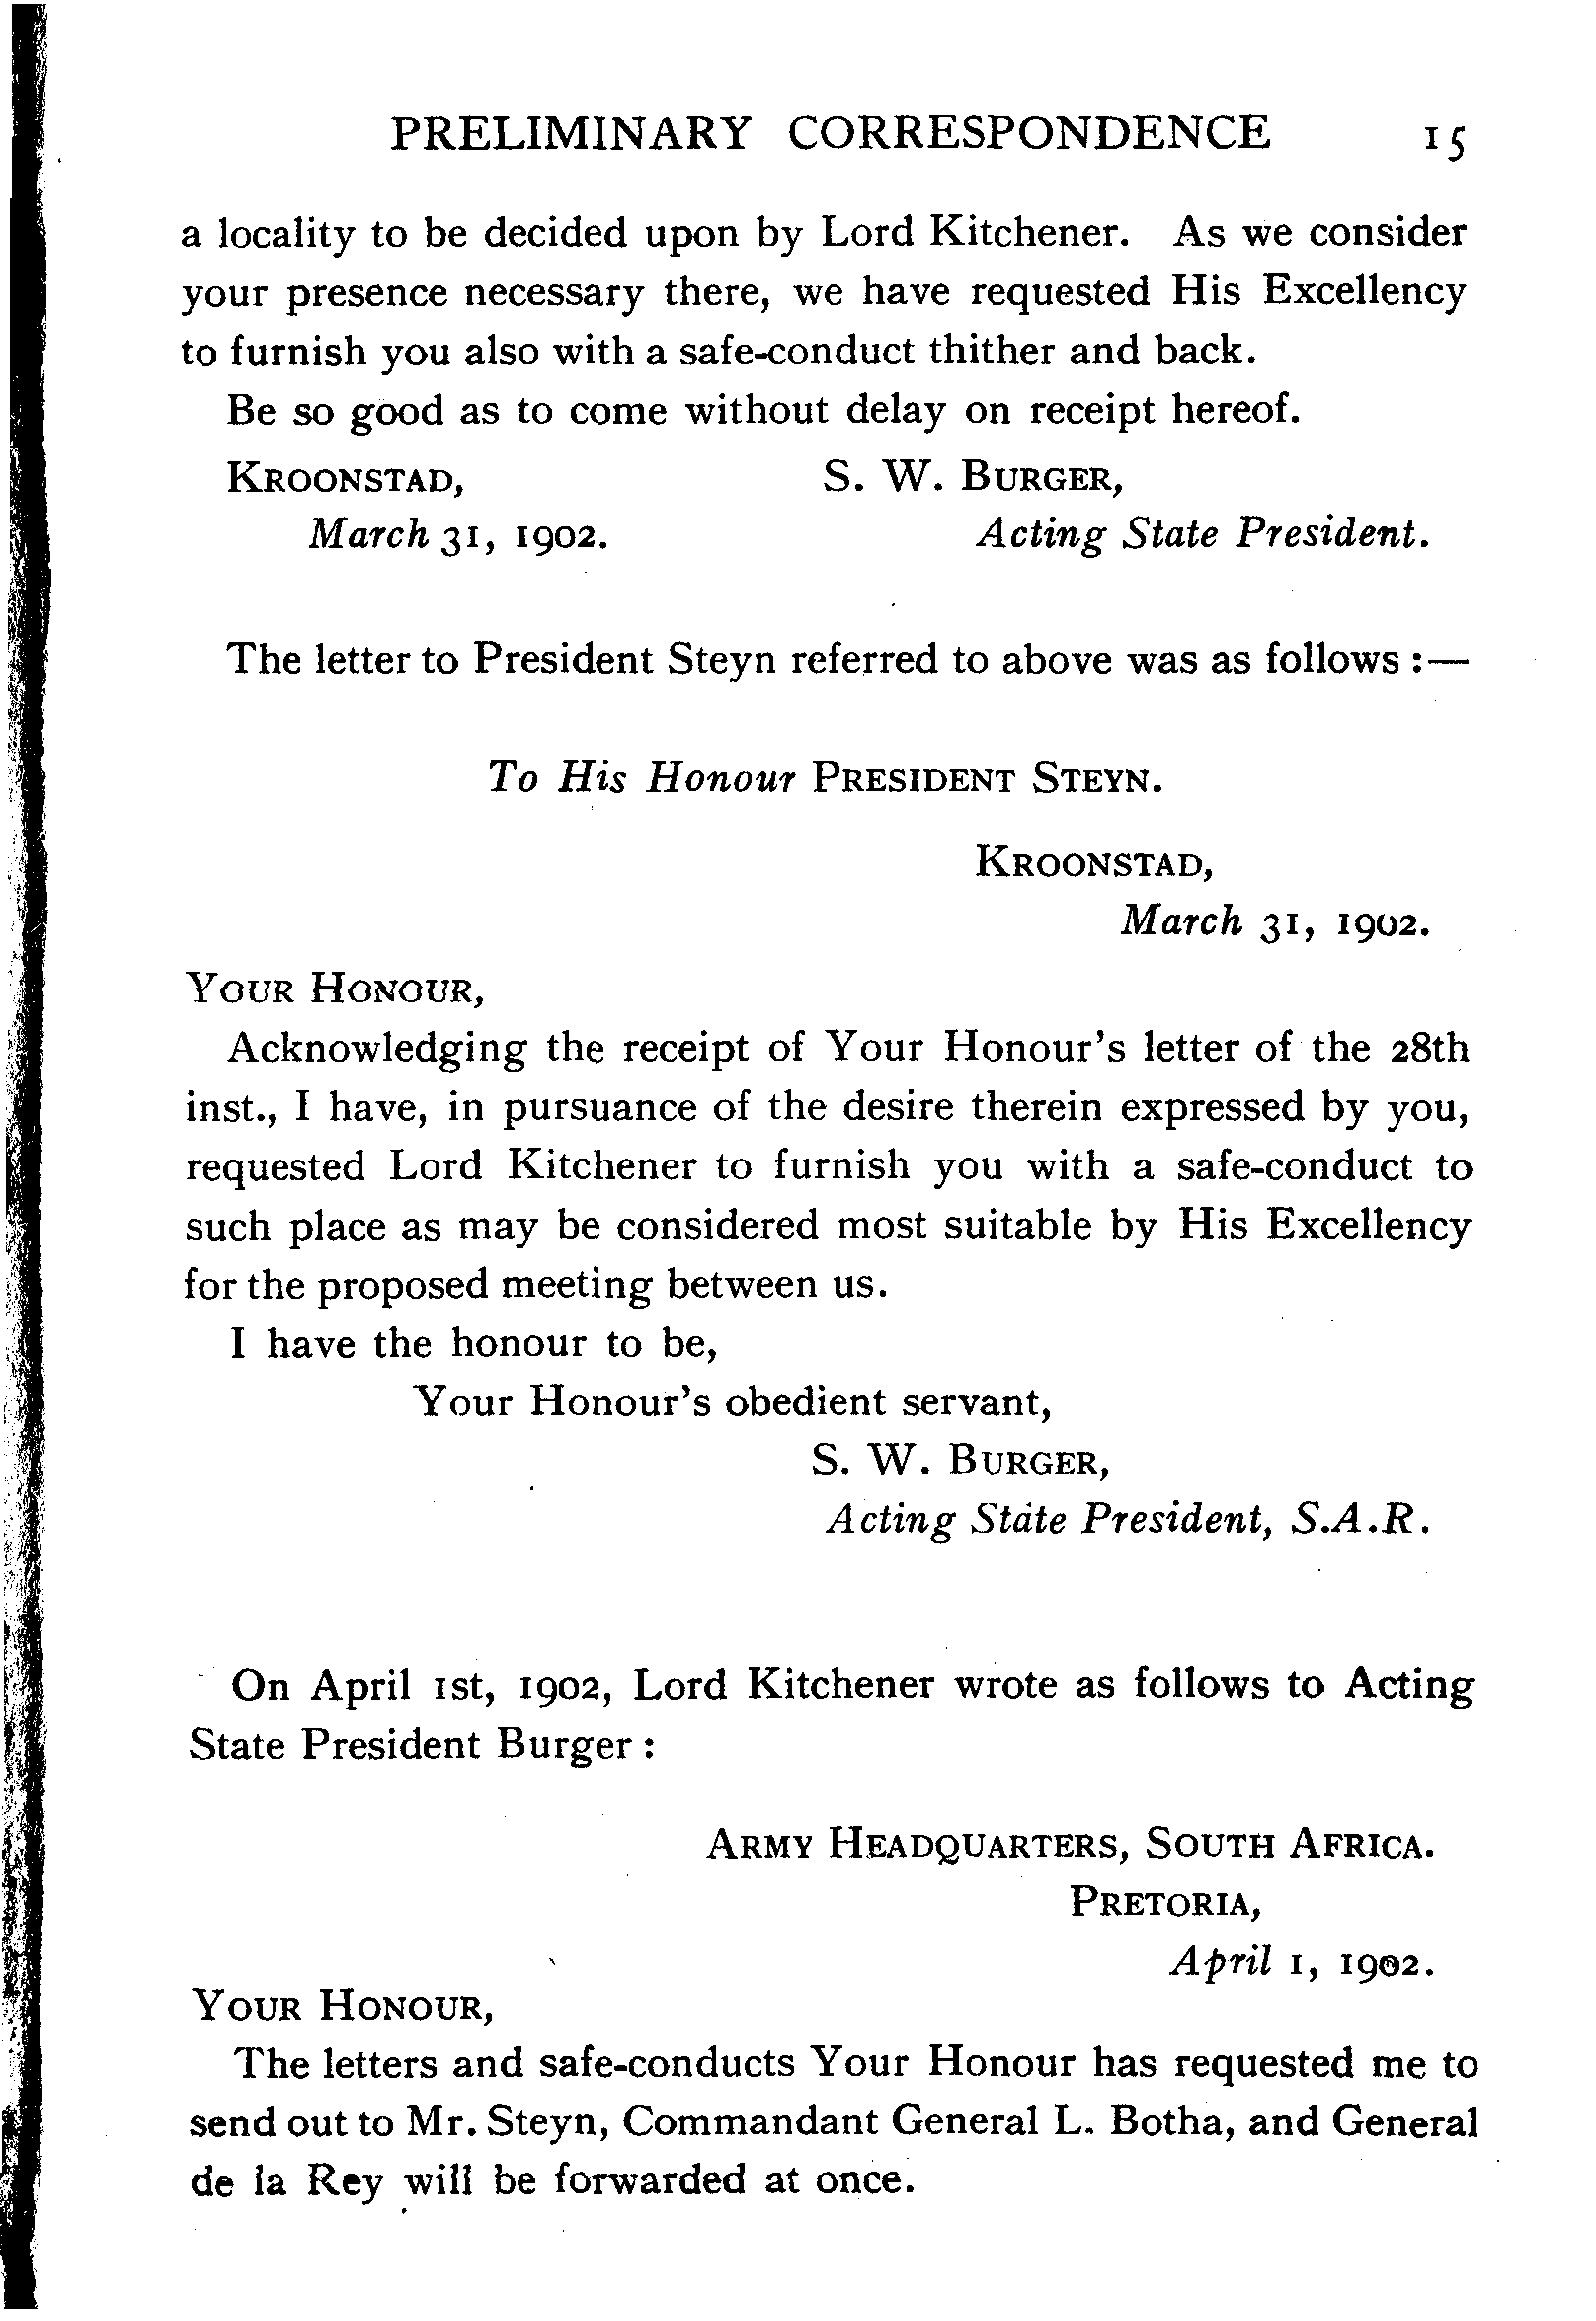 PRELIMINARY CORRESPONDENCE 15
a locality to be decided upon by Lord Kitchener. As we consider
your presence necessary there, we have requested His Excellency
to furnish you also with a safe-conduct thither and back.
Be so good as to come without delay on receipt hereof.
KROONSTAD, S. W. BURGER,
March 31, 1902. Acting State President.
The letter to President Steyn referred to above was as follows :—
To His Honour PRESIDENT STEYN.
KROONSTAD,
March 31, 1902.
YOUR HONOUR,
Acknowledging the receipt of Your Honour's letter of the 28th
inst., I have, in pursuance of the desire therein expressed by you,
requested Lord Kitchener to furnish you with a safe-conduct to
such place as may be considered most suitable by His Excellency
for the proposed meeting between us.
I have the honour to be,
Your Honour's obedient servant,
S. W. BURGER,
Acting State President, S.A.R.
On April 1st, 1902, Lord Kitchener wrote as follows to Acting
State President Burger :
ARMY HEADQUARTERS, SOUTH AFRICA.
PRETORIA,
April 1, 1902.
YOUR HONOUR,
The letters and safe-conducts Your Honour has requested me to
send out to Mr. Steyn, Commandant General L. Botha, and General
de la Rey will be forwarded at once.